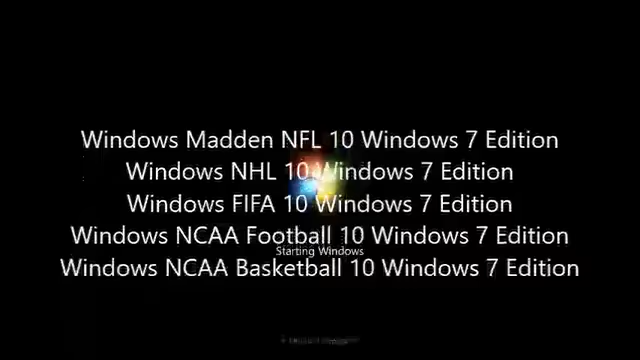 Windows Madden NFL 10 Windows 7 Edition
Windows NHL 10 Windows 7 Edition
Windows FIFA 10 Windows 7 Edition
Windows NCAA Football 10 Windows 7 Edition
Starting Windows
Windows NCAA Basketball 10 Windows 7 Edition